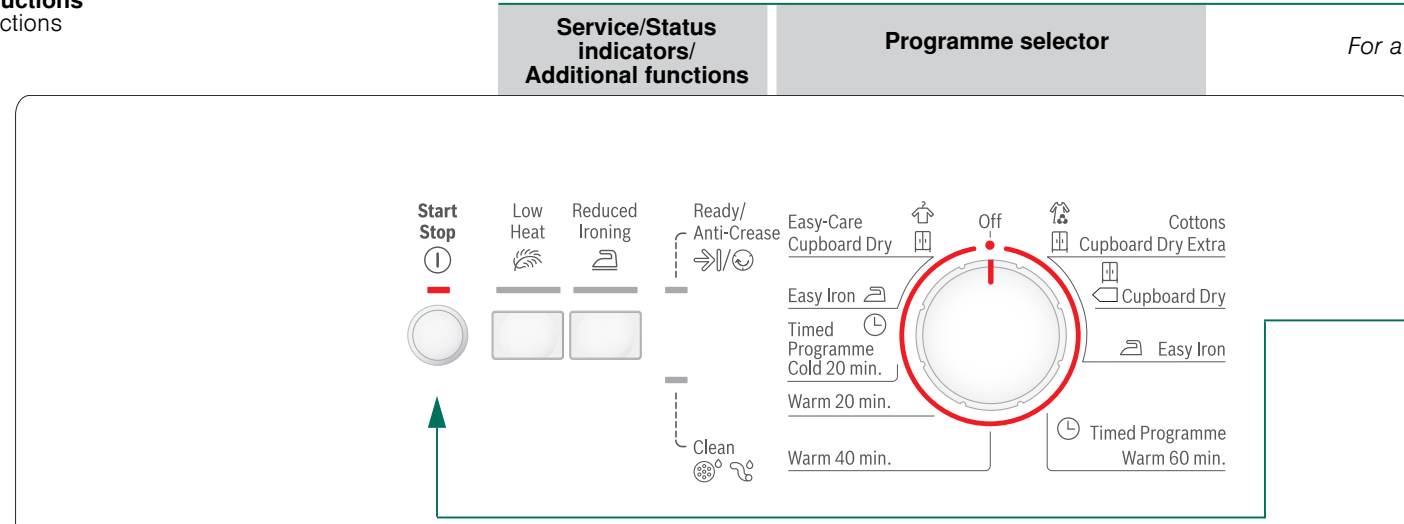 ctions
Service/Status
indicators/
Additional functions
Programme selector
For a
Start
Stop
Low
Heat
Reduced
Ironing
Ready/
Anti-Crease
Clean
Easy-Care
Cupboard Dry
Easy Iron
Timed
Programme
Cold 20 min.
Warm 20 min.
Warm 40 min.
Off
Cottons
Cupboard Dry Extra
Cupboard Dry
Easy Iron
Timed Programme
Warm 60 min.